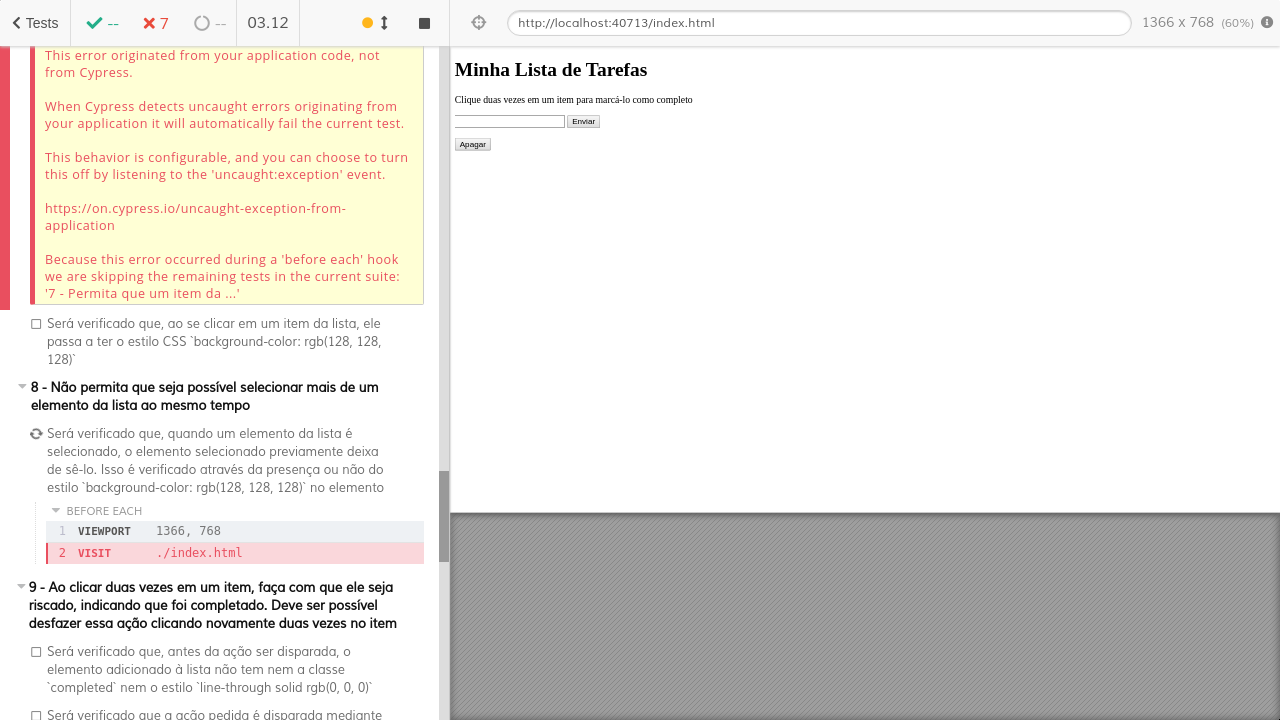 Tests
--
7
--
03.12
http://localhost:40713/index.html
1366 x 768 (60%)
This error originated from your application code, not
from Cypress.
When Cypress detects uncaught errors originating from
your application it will automatically fail the current test.
This behavior is configurable, and you can choose to turn
this off by listening to the 'uncaught:exception' event.
https://on.cypress.io/uncaught-exception-from-
application
Because this error occurred during a 'before each' hook
we are skipping the remaining tests in the current suite:
'7 - Permita que um item da ...'
Será verificado que, ao se clicar em um item da lista, ele
passa a ter o estilo CSS `background-color: rgb(128, 128,
128)`
8 - Não permita que seja possível selecionar mais de um
elemento da lista ao mesmo tempo
Será verificado que, quando um elemento da lista é
selecionado, o elemento selecionado previamente deixa
de sê-lo. Isso é verificado através da presença ou não do
estilo `background-color: rgb(128, 128, 128)` no elemento
BEFORE EACH
1 VIEWPORT 1366, 768
2 VISIT ./index.html
9 - Ao clicar duas vezes em um item, faça com que ele seja
riscado, indicando que foi completado. Deve ser possível
desfazer essa ação clicando novamente duas vezes no item
Será verificado que, antes da ação ser disparada, o
elemento adicionado à lista não tem nem a classe
`completed` nem o estilo `line-through solid rgb(0, 0, 0)`
Será verificado que a ação pedida é disparada mediante
Minha Lista de Tarefas
Clique duas vezes em um item para marcá-lo como completo
Enviar
Apagar